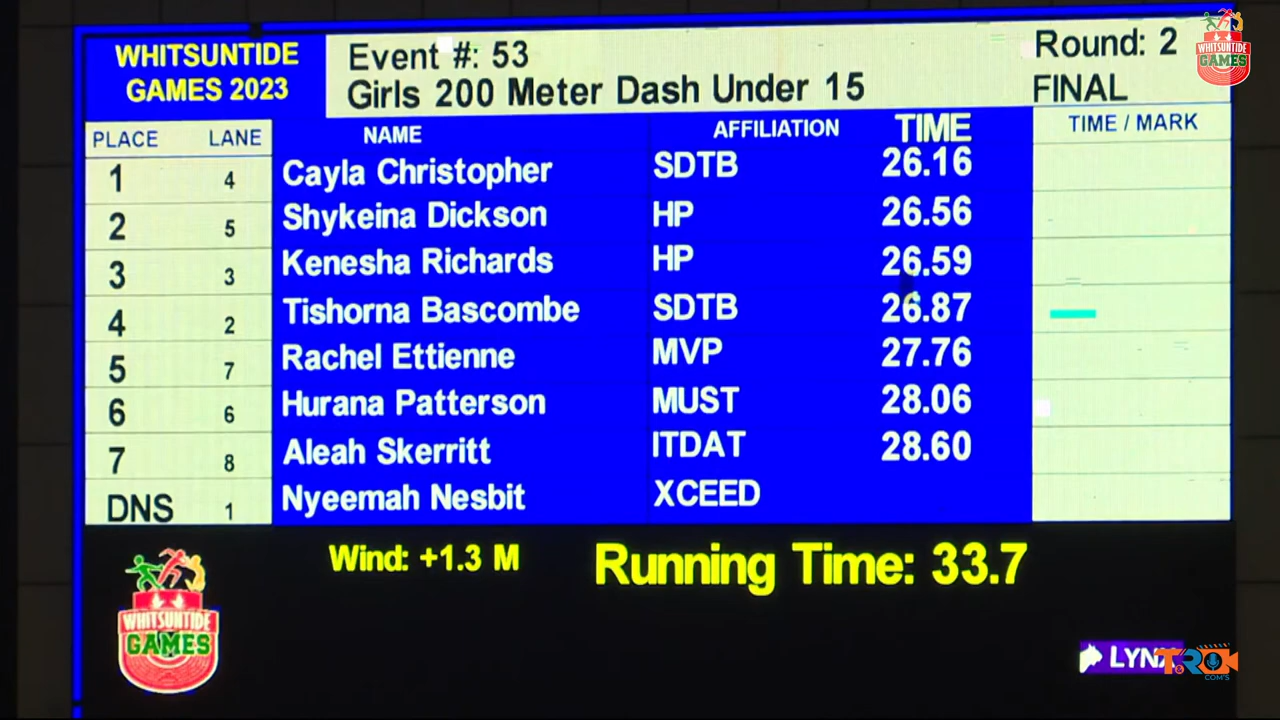 WHITSUNTIDE
GAMES 2023
Event #: 53
Girls 200 Meter Dash Under 15
Round: 2
FINAL
WHITSUNTIDE
GAMES
PLACE LANE NAME AFFILIATION TIME TIME / MARK
1 4 Cayla Christopher SDTB 26.16
2 5 Shykeina Dickson HP 26.56
3 3 Kenesha Richards HP 26.59
4 2 Tishorna Bascombe SDTB 26.87
5 7 Rachel Ettienne MVP 27.76
6 6 Hurana Patterson MUST 28.06
7 8 Aleah Skerritt ITDAT 28.60
DNS 1 Nyeemah Nesbit XCEED
Wind: +1.3 M Running Time: 33.7
WHITSUNTIDE
GAMES
LYNX
T&RO
COM'S